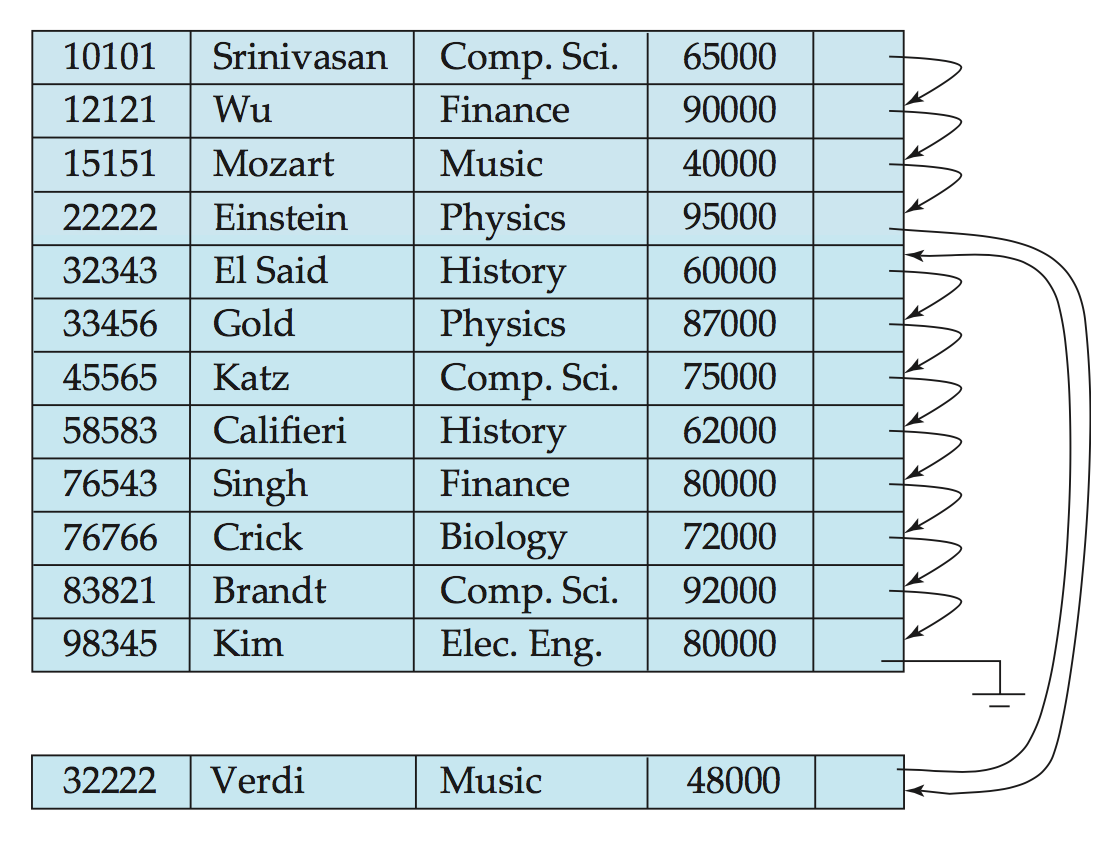 10101 Srinivasan Comp. Sci. 65000
12121 Wu Finance 90000
15151 Mozart Music 40000
22222 Einstein Physics 95000
32343 El Said History 60000
33456 Gold Physics 87000
45565 Katz Comp. Sci. 75000
58583 Califieri History 62000
76543 Singh Finance 80000
76766 Crick Biology 72000
83821 Brandt Comp. Sci. 92000
98345 Kim Elec. Eng. 80000
32222 Verdi Music 48000